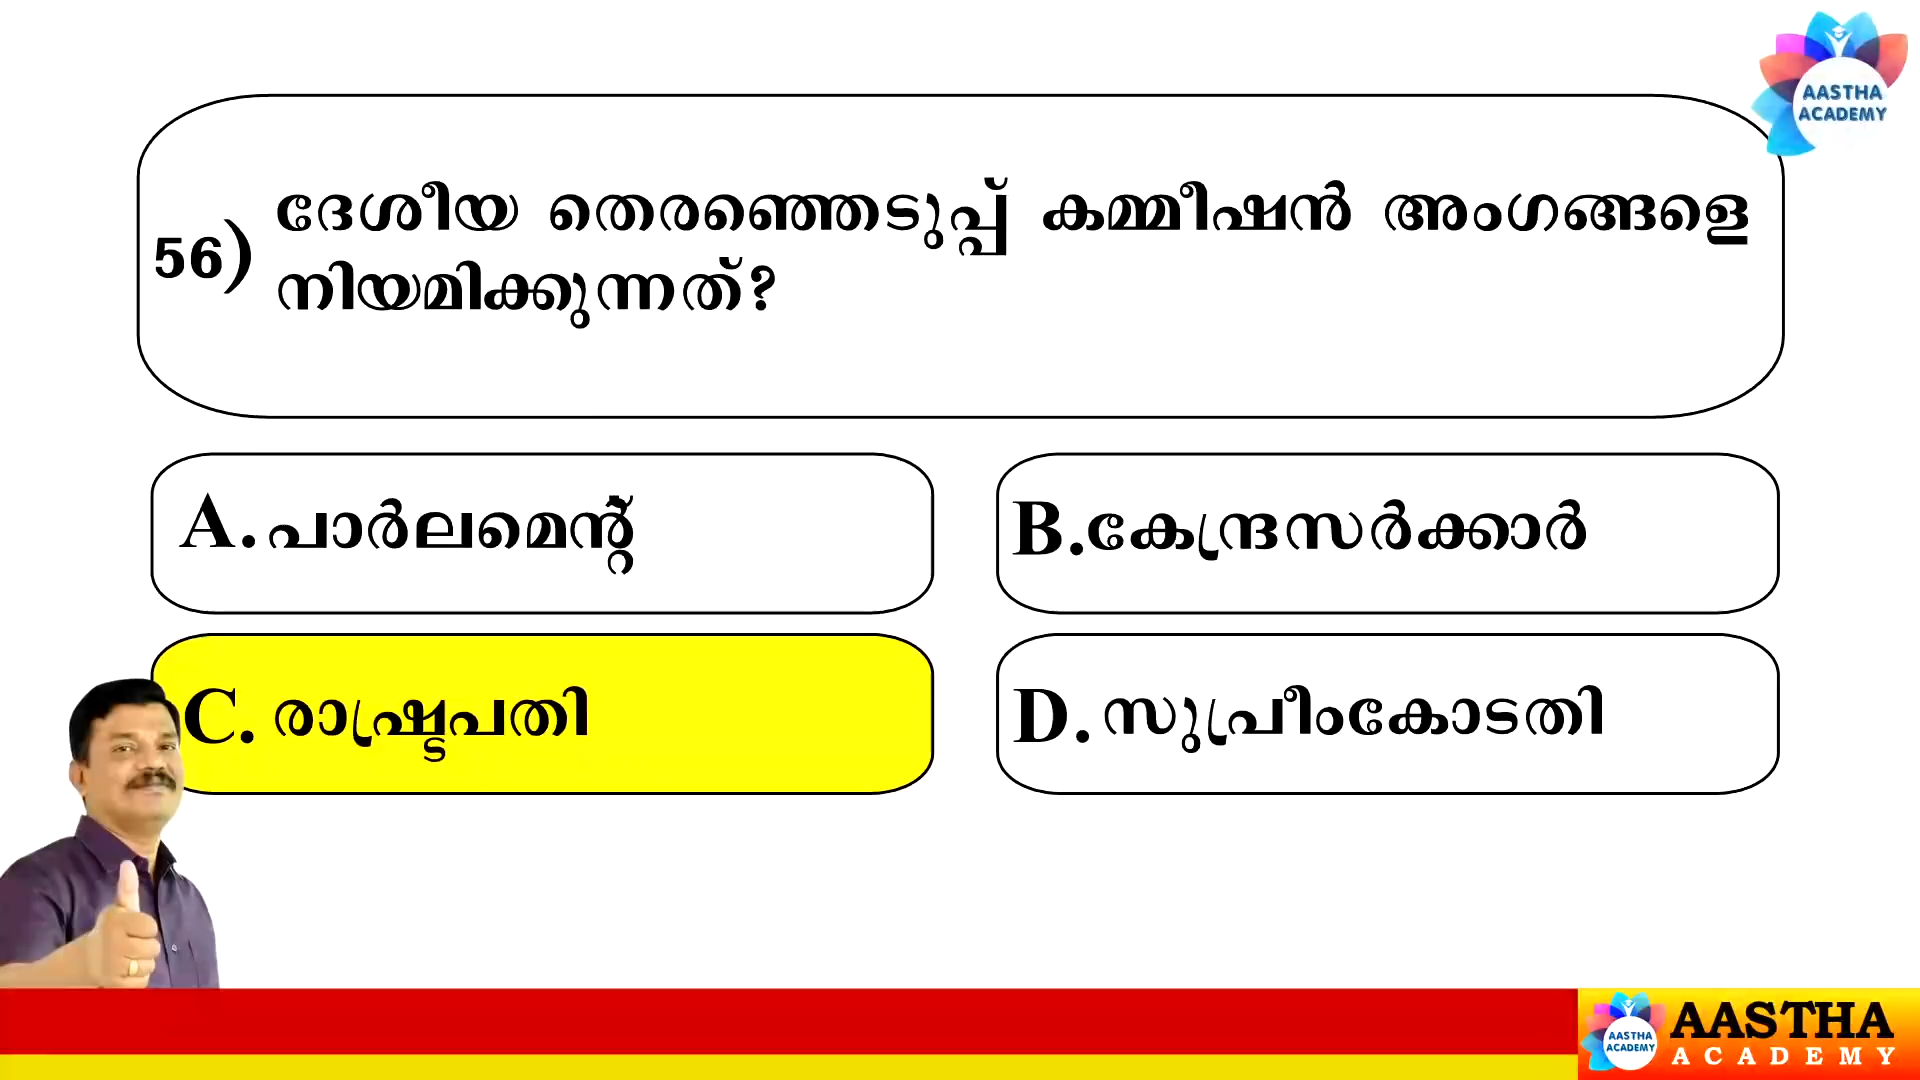 AASTHA
ACADEMY
56) ദേശീയ തെരഞ്ഞെടുപ്പ് കമ്മീഷൻ അംഗങ്ങളെ
നിയമിക്കുന്നത്?
A. പാർലമെന്റ്
B. കേന്ദ്രസർക്കാർ
C. രാഷ്ട്രപതി
D. സുപ്രീംകോടതി
AASTHA
ACADEMY
AASTHA
ACADEMY